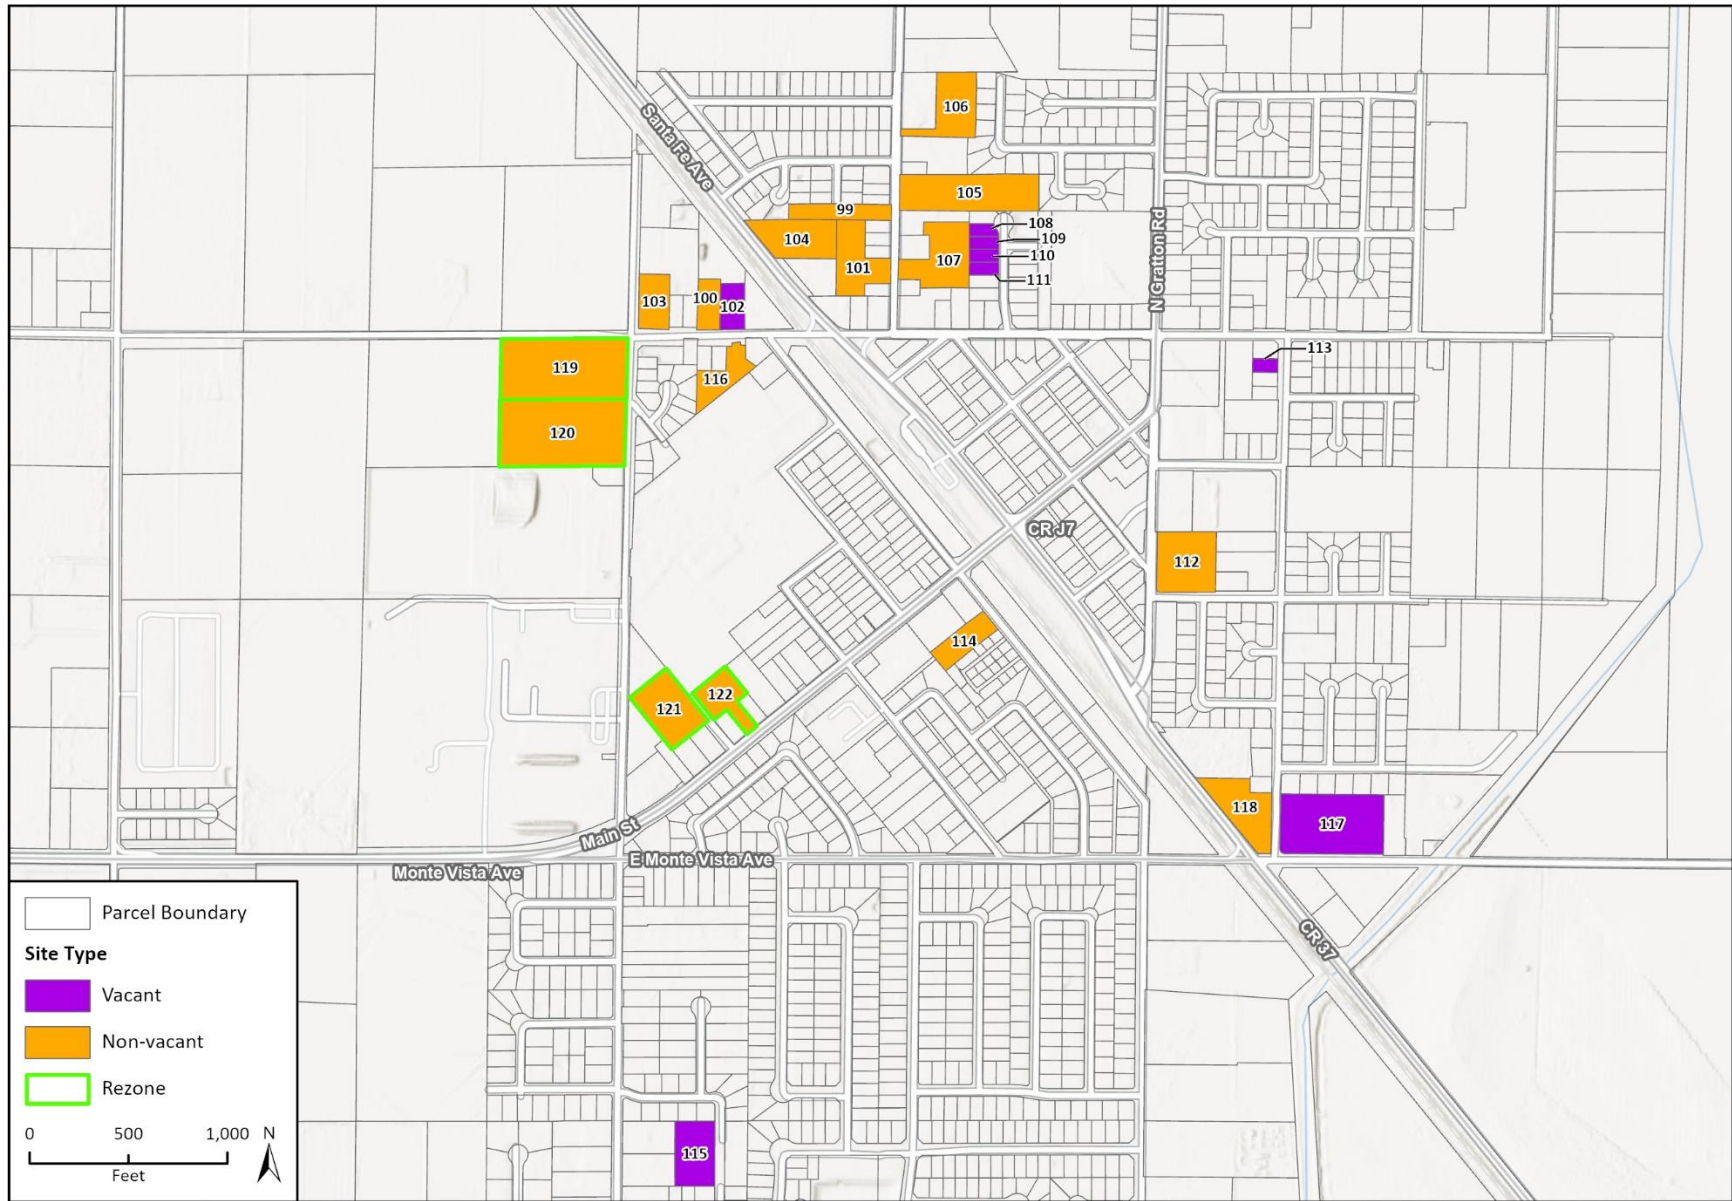 106
Santa Fe Ave
105
99
108
104
109
N Gratton Rd
101
107
110
111
103
100
102
113
119
116
120
CR J7
112
114
122
121
118
117
Main St
E Monte Vista Ave
Monte Vista Ave
CR 37
115
Parcel Boundary
Site Type
Vacant
Non-vacant
Rezone
0 500 1,000 N
Feet